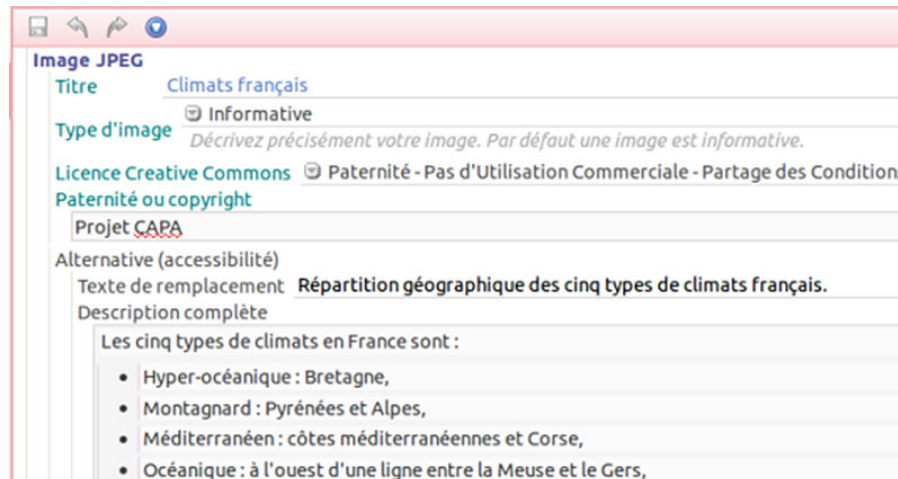 Image JPEG
Titre Climats français
Informative
Type d'image Décrivez précisément votre image. Par défaut une image est informative.
Licence Creative Commons Paternité - Pas d'Utilisation Commerciale - Partage des Condition
Paternité ou copyright
Projet CAPA
Alternative (accessibilité)
Texte de remplacement Répartition géographique des cinq types de climats français.
Description complète
Les cinq types de climats en France sont :
• Hyper-océanique : Bretagne,
• Montagnard : Pyrénées et Alpes,
• Méditerranéen : côtes méditerranéennes et Corse,
• Océanique : à l'ouest d'une ligne entre la Meuse et le Gers,